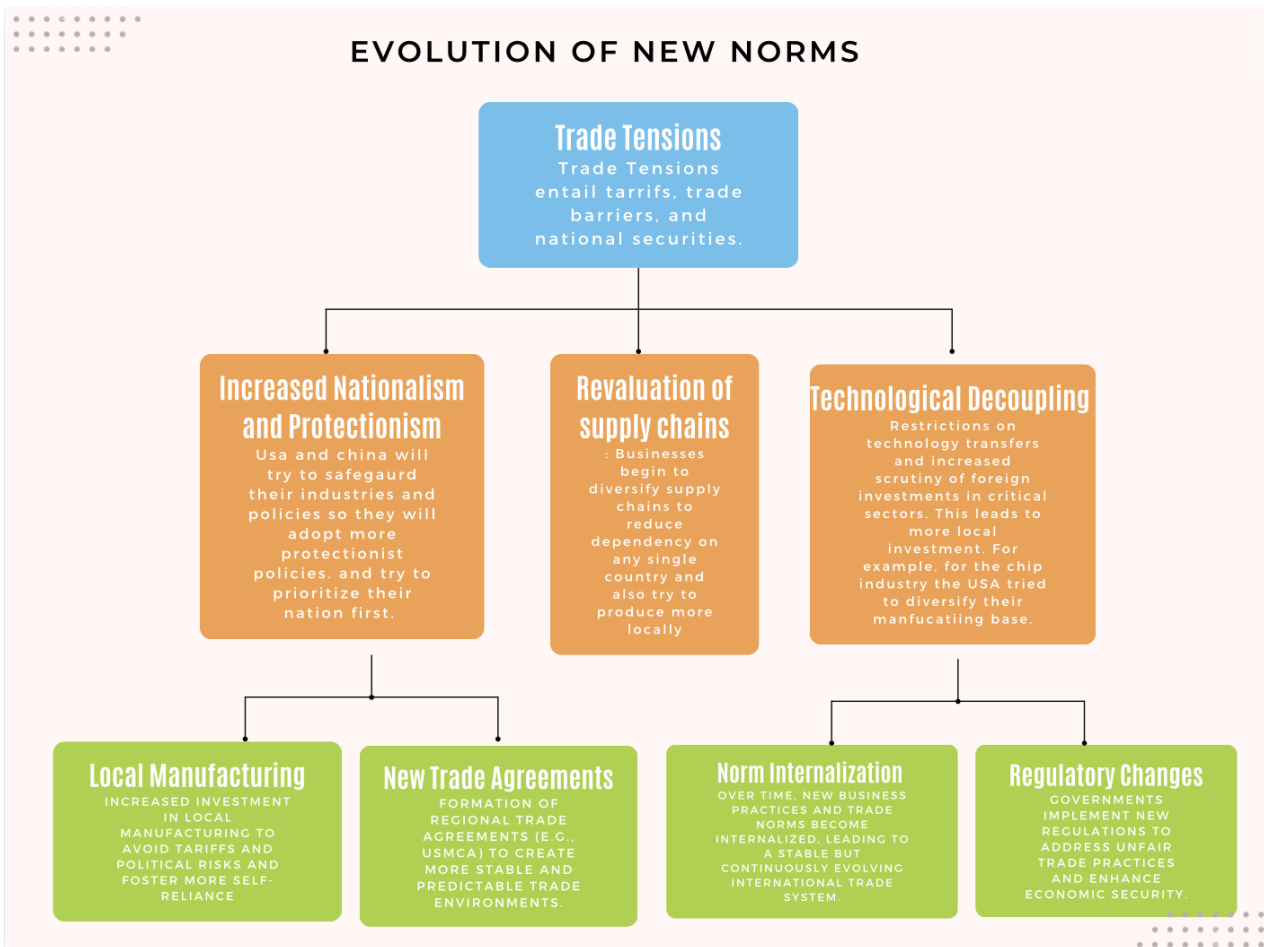 EVOLUTION OF NEW NORMS
Trade Tensions
Trade Tensions
entail tarrifs, trade
barriers, and
national securities.
Increased Nationalism
and Protectionism
Usa and china will
try to safegaurd
their industries and
policies so they will
adopt more
protectionist
policies. and try to
prioritize their
nation first.
Revaluation of
supply chains
: Businesses
begin to
diversify supply
chains to
reduce
dependency on
any single
country and
also try to
produce more
locally
Technological Decoupling
Restrictions on
technology transfers
and increased
scrutiny of foreign
investments in critical
sectors. This leads to
more local
investment. For
example, for the chip
industry the USA tried
to diversify their
manfucatiing base.
Local Manufacturing
INCREASED INVESTMENT
IN LOCAL
MANUFACTURING TO
AVOID TARIFFS AND
POLITICAL RISKS AND
FOSTER MORE SELF-
RELIANCE
New Trade Agreements
FORMATION OF
REGIONAL TRADE
AGREEMENTS (E.G.,
USMCA) TO CREATE
MORE STABLE AND
PREDICTABLE TRADE
ENVIRONMENTS.
Norm Internalization
OVER TIME, NEW BUSINESS
PRACTICES AND TRADE
NORMS BECOME
INTERNALIZED, LEADING TO
A STABLE BUT
CONTINUOUSLY EVOLVING
INTERNATIONAL TRADE
SYSTEM.
Regulatory Changes
GOVERNMENTS
IMPLEMENT NEW
REGULATIONS TO
ADDRESS UNFAIR
TRADE PRACTICES
AND ENHANCE
ECONOMIC SECURITY.